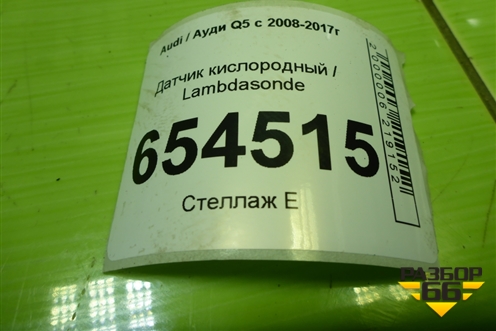 Audi / Ауди Q5 с 2008-2017г
Датчик кислородный /
Lambdasonde
654515
Стеллаж Е
2000006219152
РАЗБОР
66